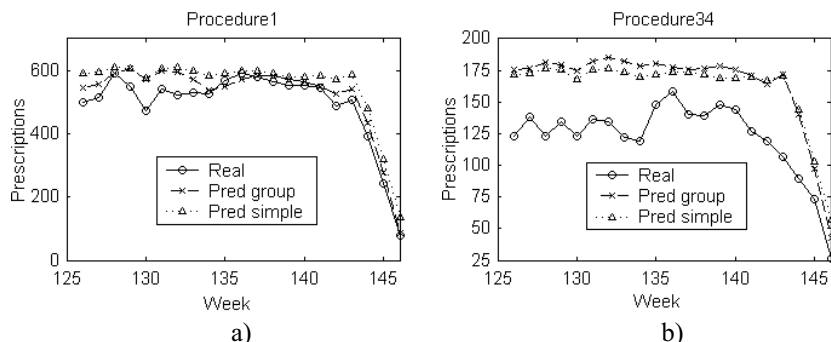 Procedure1
600
400
200
0
Prescriptions
Real
Pred group
Pred simple
125
130
135
140
145
Week
a)
Procedure34
200
175
150
125
100
75
50
25
Prescriptions
Real
Pred group
Pred simple
125
130
135
140
145
Week
b)